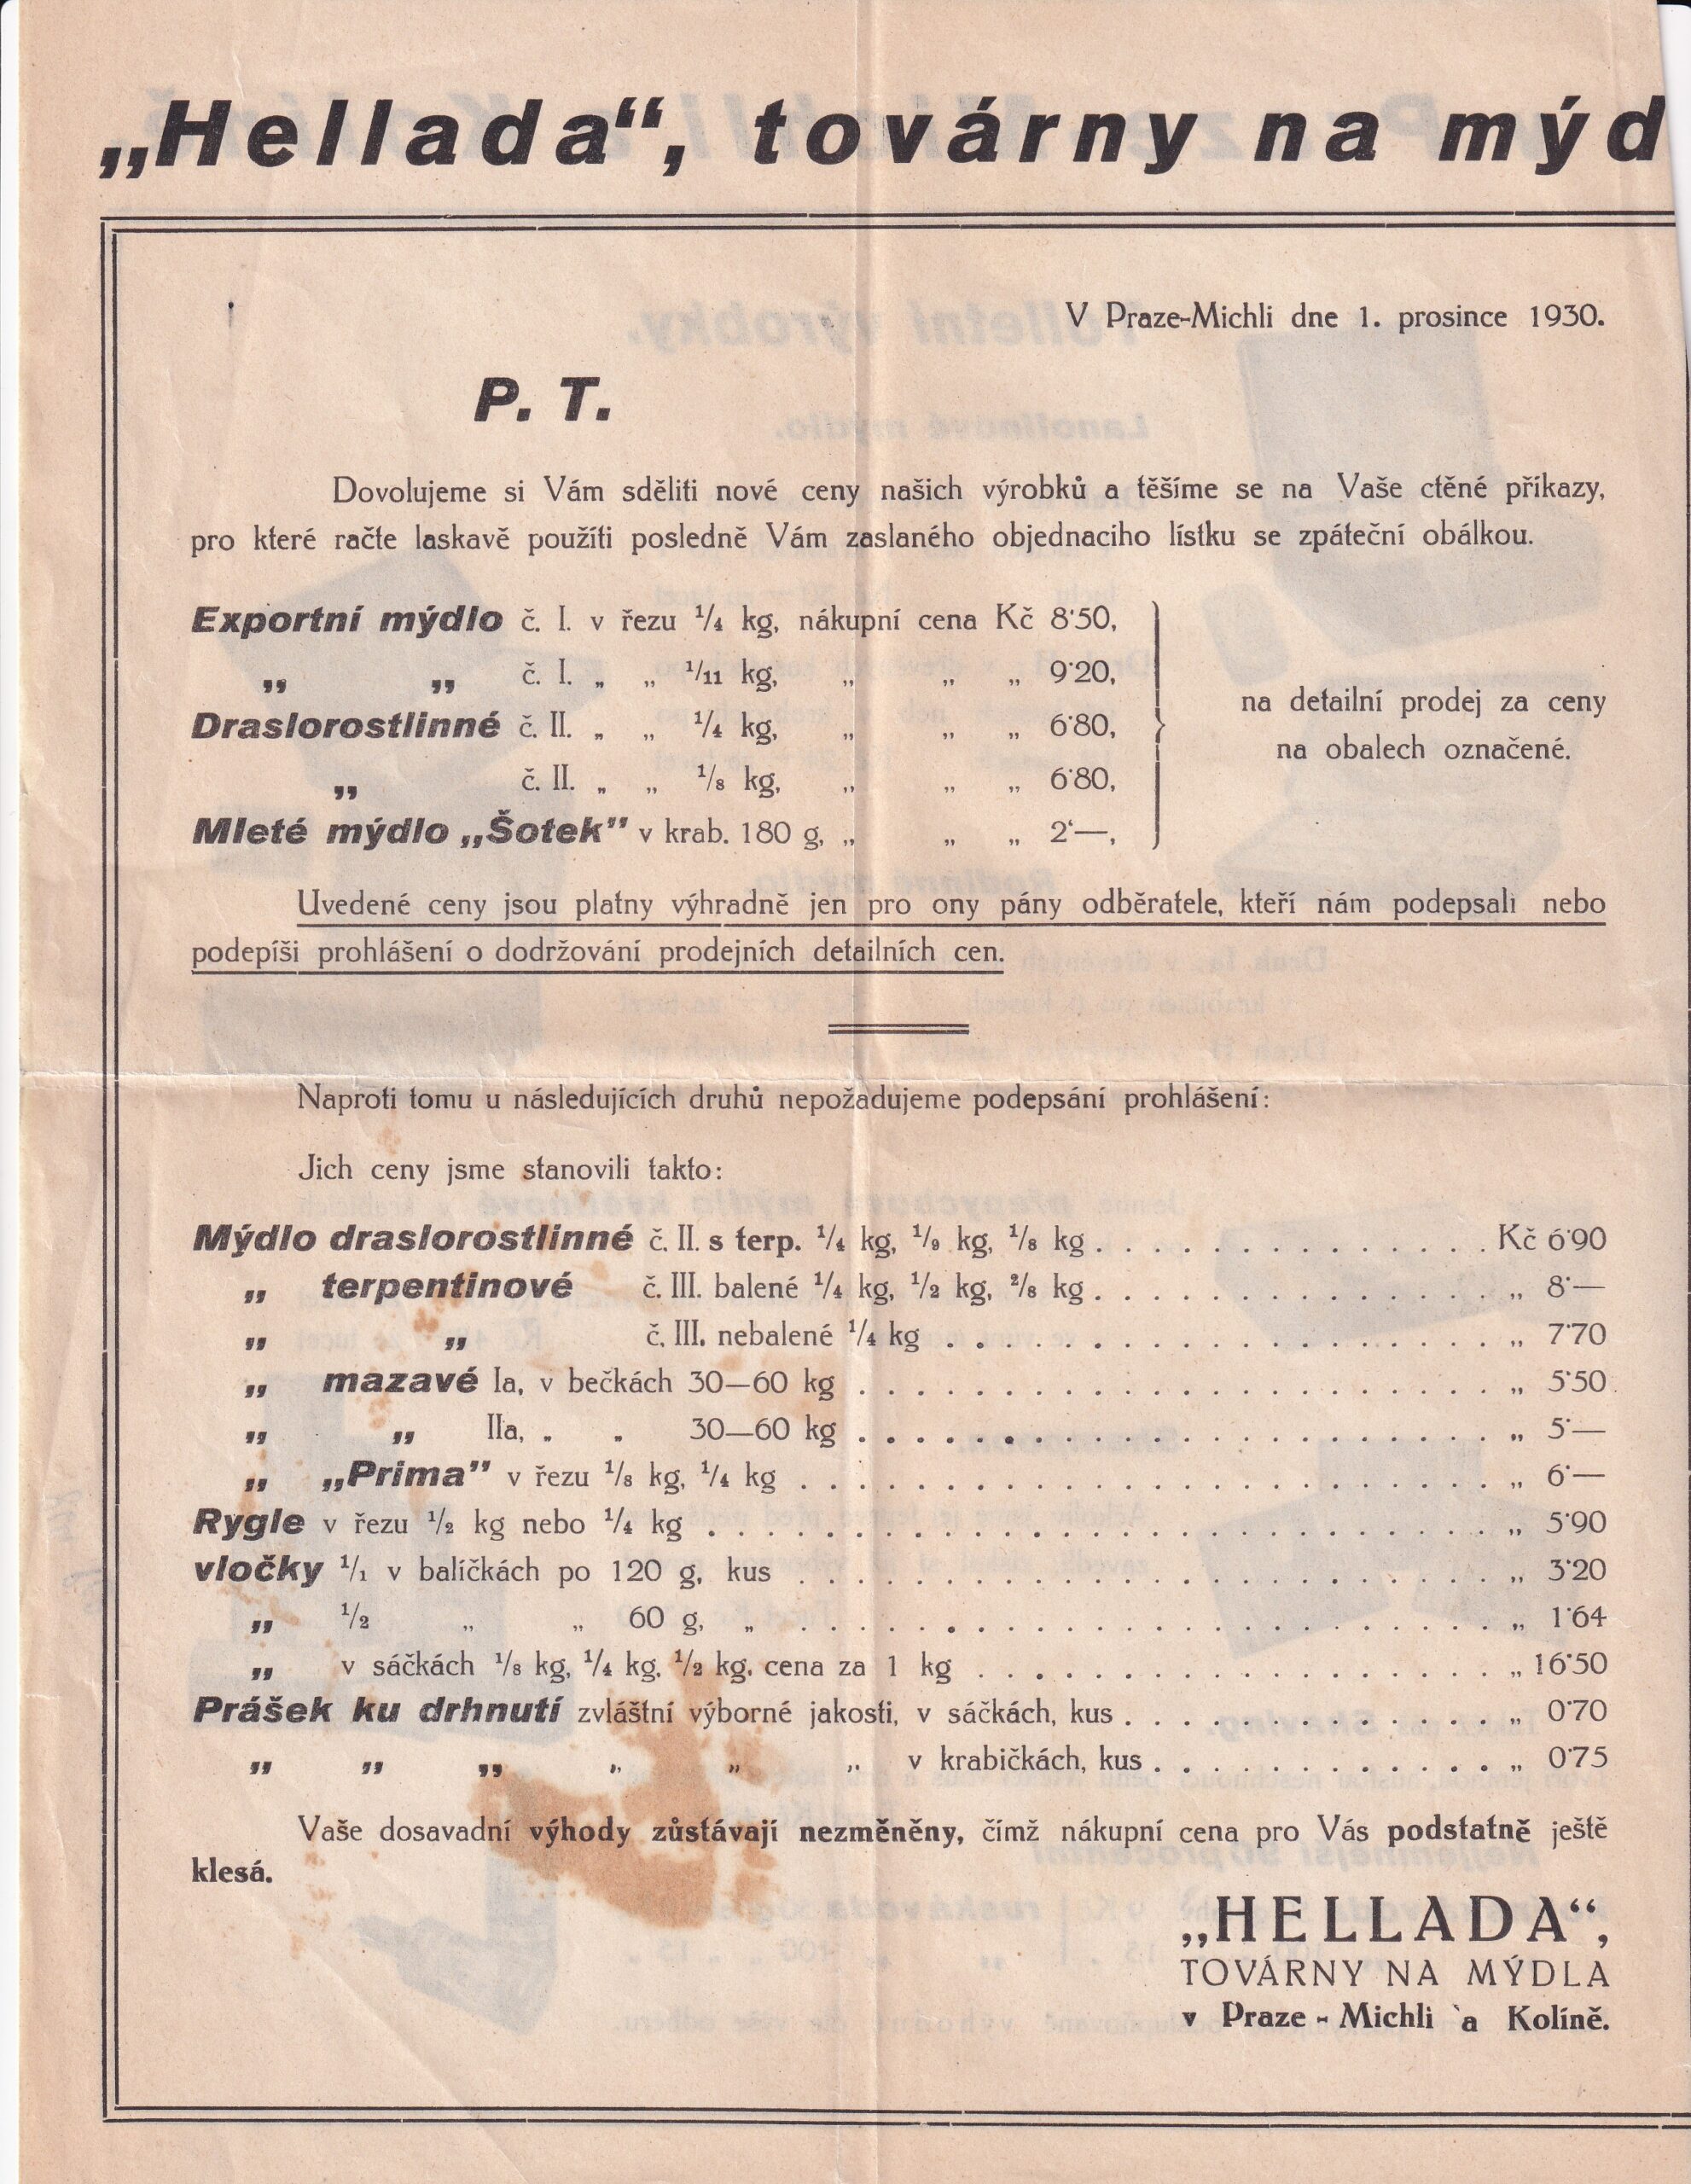 „Hellada“, továrny na mýd
V Praze-Michli dne 1. prosince 1930.
P. T.
Dovolujeme si Vám sděliti nové ceny našich výrobků a těšíme se na Vaše ctěné příkazy,
pro které račte laskavě použíti posledně Vám zaslaného objednacího lístku se zpáteční obálkou.
Exportní mýdlo č. I. v řezu 1/4 kg, nákupní cena Kč 8·50,
„ „ č. I. „ „ 1/11 kg, „ „ „ 9·20,
Draslorostlinné č. II. „ „ 1/4 kg, „ „ „ 6·80,
„ č. II. „ „ 1/8 kg, „ „ „ 6·80,
Mleté mýdlo „Šotek” v krab. 180 g, „ „ „ 2·—,
na detailní prodej za ceny
na obalech označené.
Uvedené ceny jsou platny výhradně jen pro ony pány odběratele, kteří nám podepsali nebo
podepíši prohlášení o dodržování prodejních detailních cen.
Naproti tomu u následujících druhů nepožadujeme podepsání prohlášení:
Jich ceny jsme stanovili takto:
Mýdlo draslorostlinné č. II. s terp. 1/4 kg, 1/9 kg, 1/8 kg . . . . . . . . . . . . . . Kč 6·90
„ terpentinové č. III. balené 1/4 kg, 1/2 kg, 2/8 kg . . . . . . . . . . . . . . „ 8·—
„ „ č. III. nebalené 1/4 kg . . . . . . . . . . . . . . . . . . . „ 7·70
„ mazavé Ia, v bečkách 30—60 kg . . . . . . . . . . . . . . . . . . . . . . „ 5·50
„ „ IIa, „ „ 30—60 kg . . . . . . . . . . . . . . . . . . . . . . „ 5·—
„ „Prima” v řezu 1/8 kg, 1/4 kg . . . . . . . . . . . . . . . . . . . . . . . . „ 6·—
Rygle v řezu 1/2 kg nebo 1/4 kg . . . . . . . . . . . . . . . . . . . . . . . . . . . „ 5·90
vločky 1/1 v balíčkách po 120 g, kus . . . . . . . . . . . . . . . . . . . . . . . . „ 3·20
„ 1/2 „ „ 60 g, „ . . . . . . . . . . . . . . . . . . . . . . . . „ 1·64
„ v sáčkách 1/8 kg, 1/4 kg, 1/2 kg, cena za 1 kg . . . . . . . . . . . . . . . . . . „ 16·50
Prášek ku drhnutí zvláštní výborné jakosti, v sáčkách, kus . . . . . . . . . . . . . „ 0·70
„ „ „ „ „ „ v krabičkách, kus . . . . . . . . . . . . „ 0·75
Vaše dosavadní výhody zůstávají nezměněny, čímž nákupní cena pro Vás podstatně ještě
klesá.
„HELLADA“,
TOVÁRNY NA MÝDLA
v Praze - Michli a Kolíně.